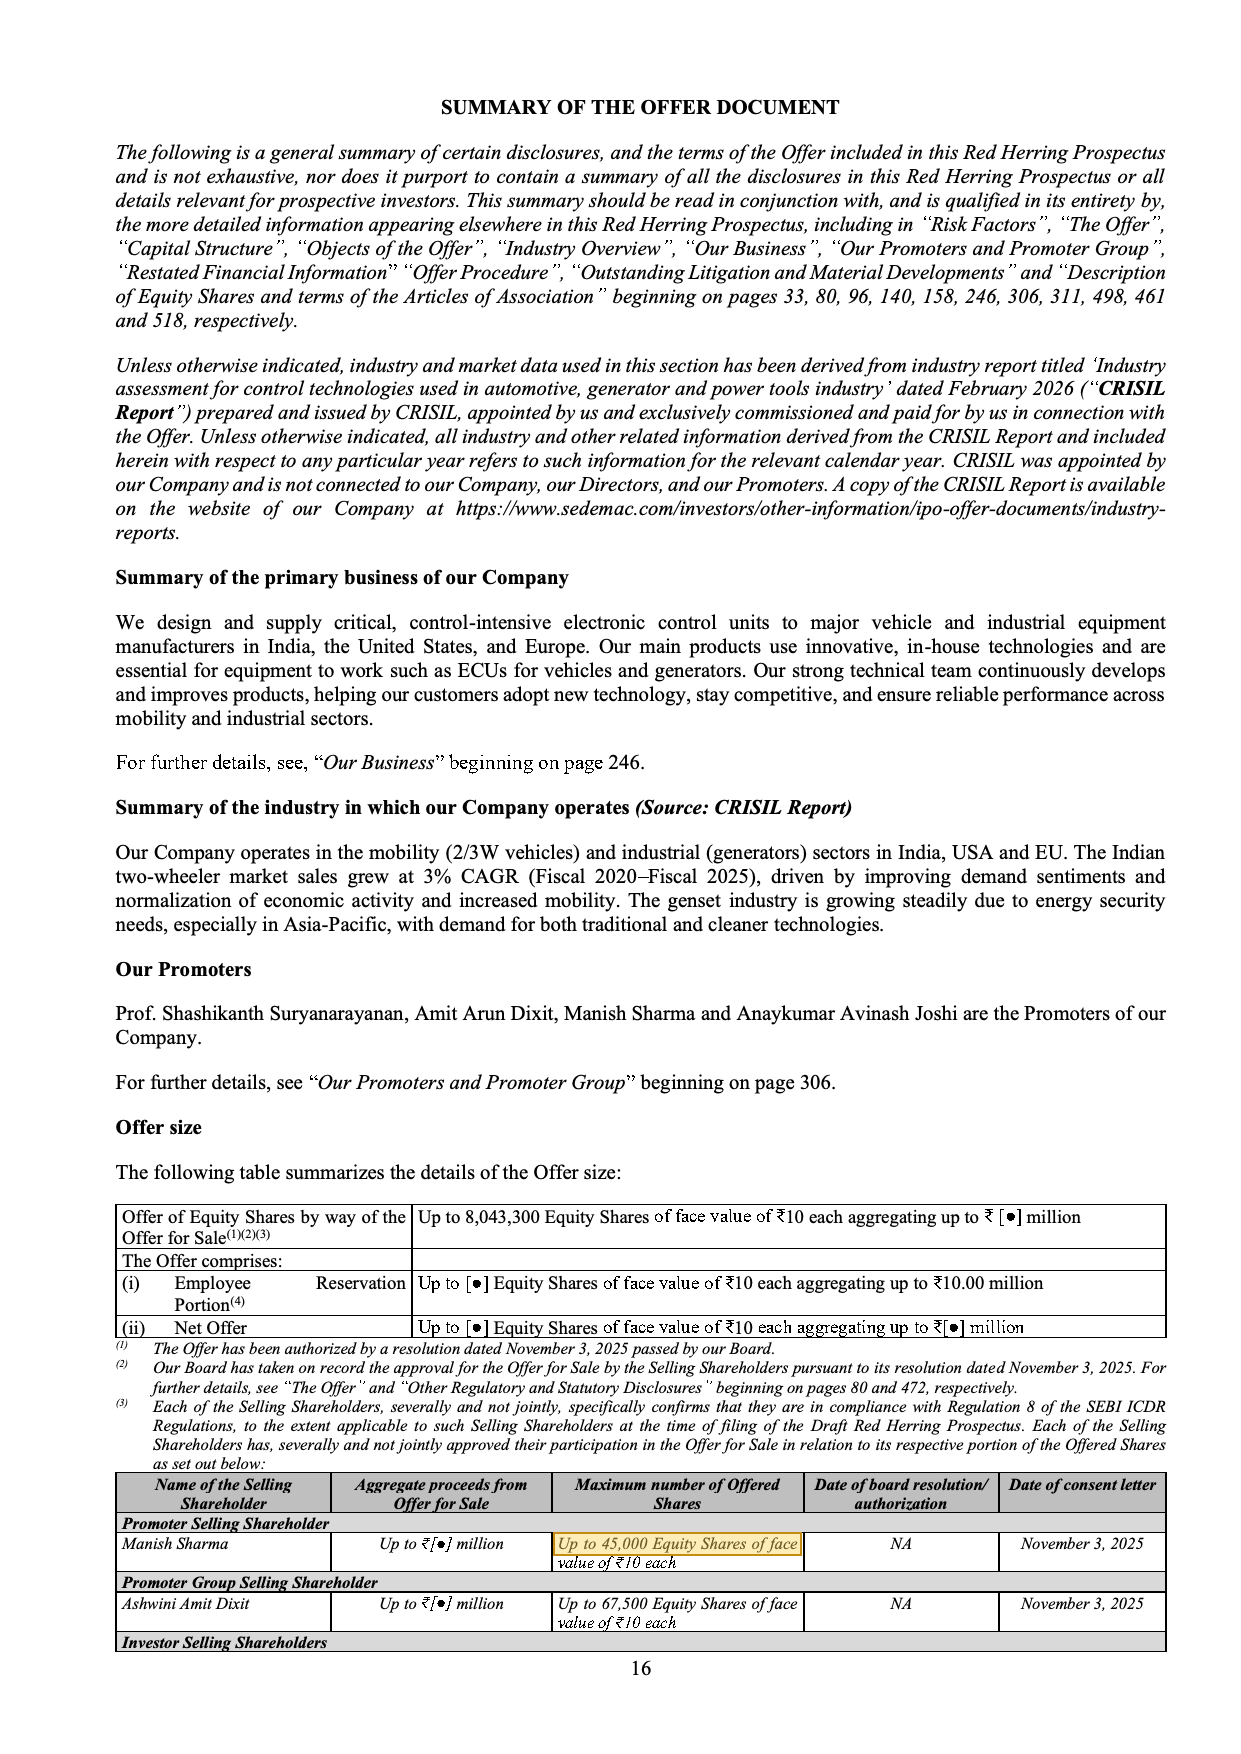 SUMMARY OF THE OFFER DOCUMENT
The following is a general summary of certain disclosures, and the terms of the Offer included in this Red Herring Prospectus
and is not exhaustive, nor does it purport to contain a summary of all the disclosures in this Red Herring Prospectus or all
details relevant for prospective investors. This summary should be read in conjunction with, and is qualified in its entirety by,
the more detailed information appearing elsewhere in this Red Herring Prospectus, including in “Risk Factors”, “The Offer”,
“Capital Structure”, “Objects of the Offer”, “Industry Overview”, “Our Business”, “Our Promoters and Promoter Group”,
“Restated Financial Information” “Offer Procedure”, “Outstanding Litigation and Material Developments” and “Description
of Equity Shares and terms of the Articles of Association” beginning on pages 33, 80, 96, 140, 158, 246, 306, 311, 498, 461
and 518, respectively.
Unless otherwise indicated, industry and market data used in this section has been derived from industry report titled ‘Industry
assessment for control technologies used in automotive, generator and power tools industry’ dated February 2026 (“CRISIL
Report”) prepared and issued by CRISIL, appointed by us and exclusively commissioned and paid for by us in connection with
the Offer. Unless otherwise indicated, all industry and other related information derived from the CRISIL Report and included
herein with respect to any particular year refers to such information for the relevant calendar year. CRISIL was appointed by
our Company and is not connected to our Company, our Directors, and our Promoters. A copy of the CRISIL Report is available
on the website of our Company at https://www.sedemac.com/investors/other-information/ipo-offer-documents/industry-
reports.
Summary of the primary business of our Company
We design and supply critical, control-intensive electronic control units to major vehicle and industrial equipment
manufacturers in India, the United States, and Europe. Our main products use innovative, in-house technologies and are
essential for equipment to work such as ECUs for vehicles and generators. Our strong technical team continuously develops
and improves products, helping our customers adopt new technology, stay competitive, and ensure reliable performance across
mobility and industrial sectors.
For further details, see, “Our Business” beginning on page 246.
Summary of the industry in which our Company operates (Source: CRISIL Report)
Our Company operates in the mobility (2/3W vehicles) and industrial (generators) sectors in India, USA and EU. The Indian
two-wheeler market sales grew at 3% CAGR (Fiscal 2020–Fiscal 2025), driven by improving demand sentiments and
normalization of economic activity and increased mobility. The genset industry is growing steadily due to energy security
needs, especially in Asia-Pacific, with demand for both traditional and cleaner technologies.
Our Promoters
Prof. Shashikanth Suryanarayanan, Amit Arun Dixit, Manish Sharma and Anaykumar Avinash Joshi are the Promoters of our
Company.
For further details, see “Our Promoters and Promoter Group” beginning on page 306.
Offer size
The following table summarizes the details of the Offer size:
Offer of Equity Shares by way of the Up to 8,043,300 Equity Shares of face value of ₹10 each aggregating up to ₹ [●] million
Offer for Sale(1)(2)(3)
The Offer comprises:
(i) Employee Reservation Up to [●] Equity Shares of face value of ₹10 each aggregating up to ₹10.00 million
Portion(4)
(ii) Net Offer Up to [●] Equity Shares of face value of ₹10 each aggregating up to ₹[●] million
(1) The Offer has been authorized by a resolution dated November 3, 2025 passed by our Board.
(2) Our Board has taken on record the approval for the Offer for Sale by the Selling Shareholders pursuant to its resolution dated November 3, 2025. For
further details, see “The Offer” and “Other Regulatory and Statutory Disclosures” beginning on pages 80 and 472, respectively.
(3) Each of the Selling Shareholders, severally and not jointly, specifically confirms that they are in compliance with Regulation 8 of the SEBI ICDR
Regulations, to the extent applicable to such Selling Shareholders at the time of filing of the Draft Red Herring Prospectus. Each of the Selling
Shareholders has, severally and not jointly approved their participation in the Offer for Sale in relation to its respective portion of the Offered Shares
as set out below:
Name of the Selling Aggregate proceeds from Maximum number of Offered Date of board resolution/ Date of consent letter
Shareholder Offer for Sale Shares authorization
Promoter Selling Shareholder
Manish Sharma Up to ₹[●] million Up to 45,000 Equity Shares of face NA November 3, 2025
value of ₹10 each
Promoter Group Selling Shareholder
Ashwini Amit Dixit Up to ₹[●] million Up to 67,500 Equity Shares of face NA November 3, 2025
value of ₹10 each
Investor Selling Shareholders
16